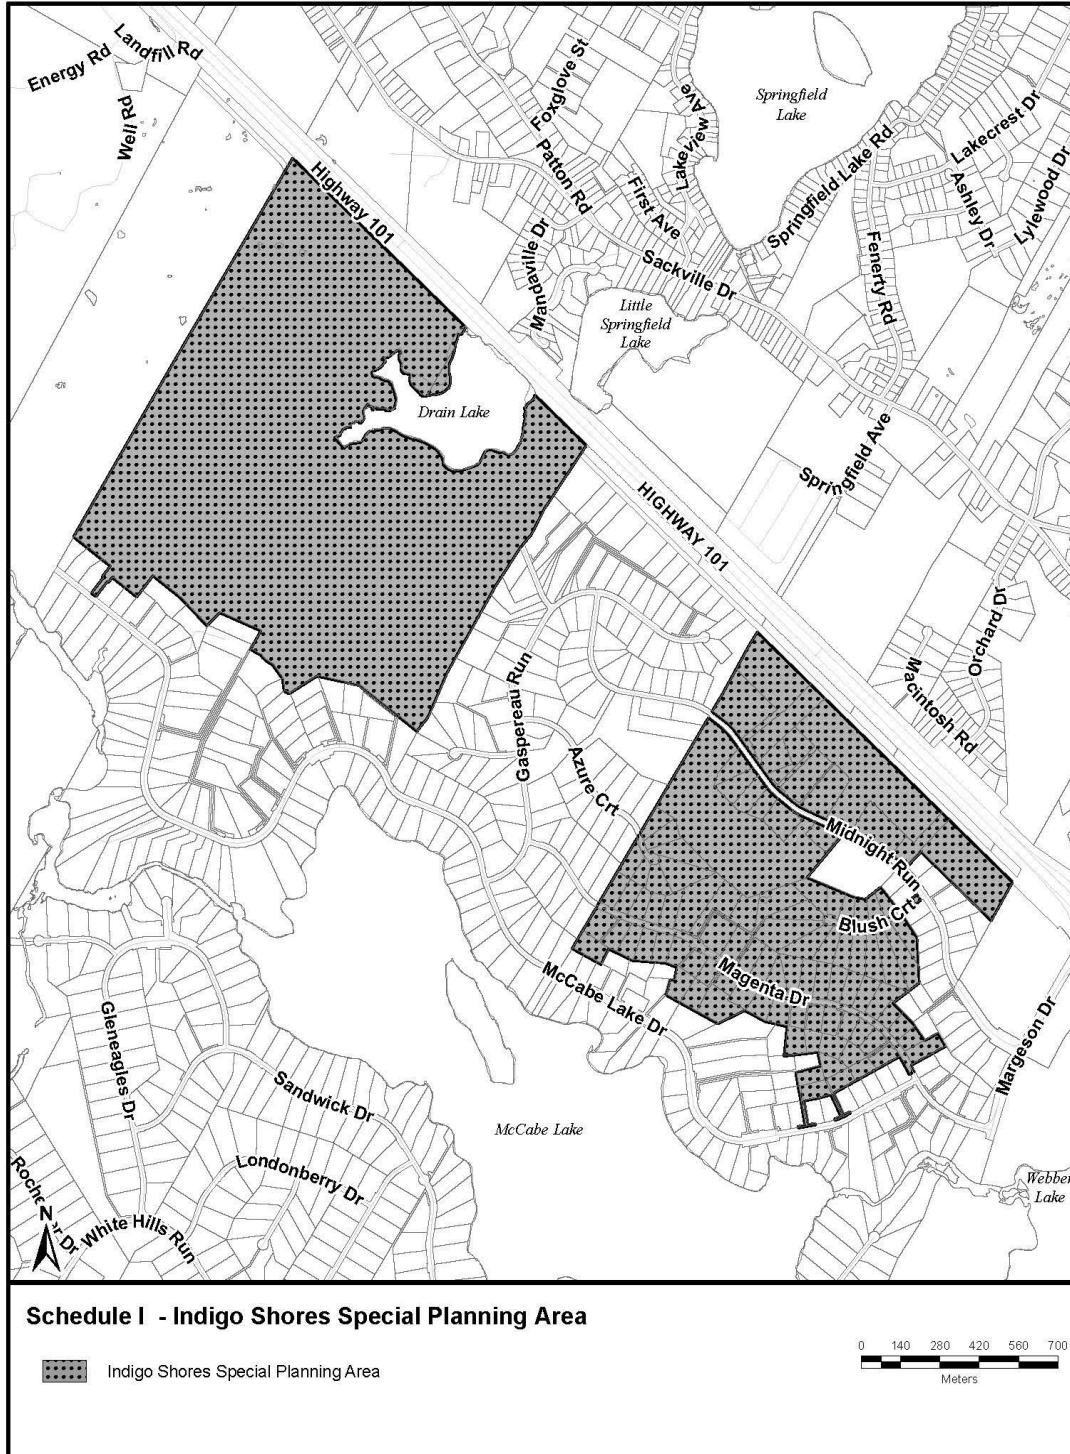 Energy Rd
Landfill Rd
Well Rd
Foxglove St
Lakeview Ave
Springfield
Lake
Springfield Lake Rd
Lakecrest Dr
Ashley Dr
Lylewood Dr
Highway 101
Patton Rd
First Ave
Sackville Dr
Fenerty Rd
Little
Springfield
Lake
Drain Lake
Springfield Ave
HIGHWAY 101
Orchard Dr
Macintosh Rd
Gaspereau Run
Azure Crt
Midnight Run
Blush Crt
Magenta Dr
McCabe Lake Dr
Margeson Dr
Gleneagles Dr
Sandwick Dr
McCabe Lake
Londonberry Dr
Webber
Lake
N
White Hills Run
Schedule I - Indigo Shores Special Planning Area
Indigo Shores Special Planning Area
0 140 280 420 560 700
Meters